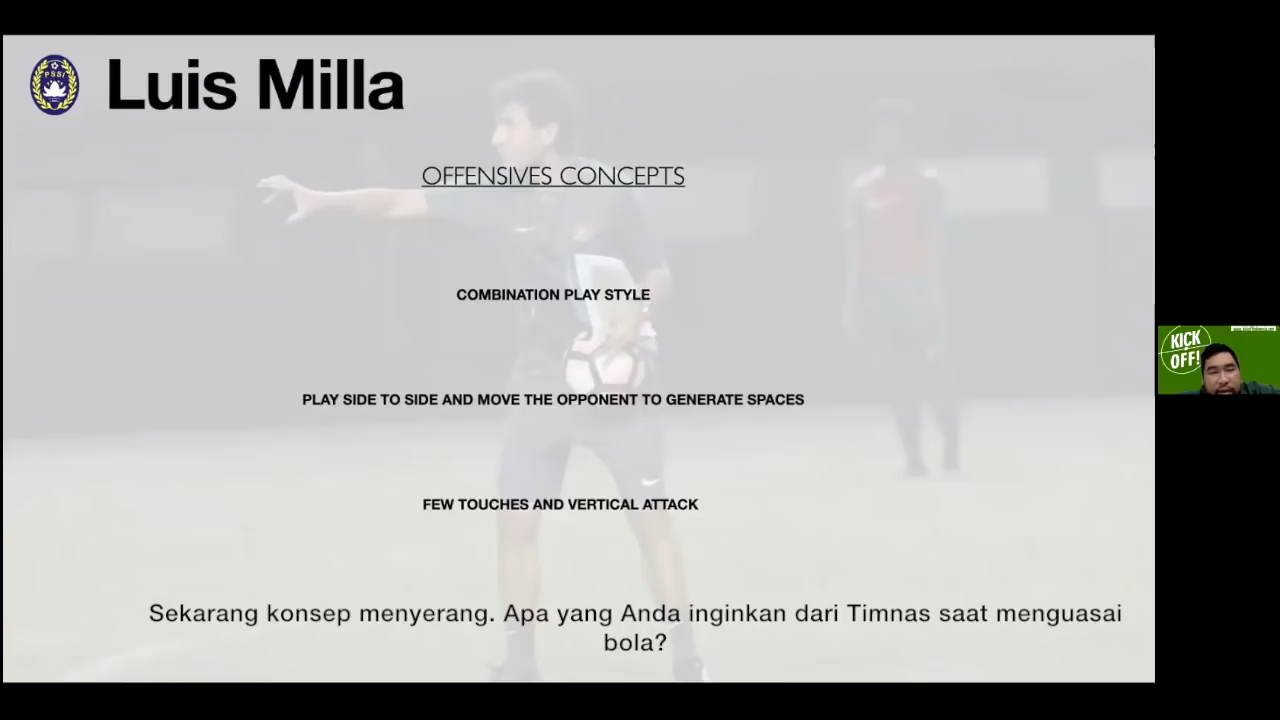 PSSI
Luis Milla
OFFENSIVES CONCEPTS
COMBINATION PLAY STYLE
PLAY SIDE TO SIDE AND MOVE THE OPPONENT TO GENERATE SPACES
FEW TOUCHES AND VERTICAL ATTACK
Sekarang konsep menyerang. Apa yang Anda inginkan dari Timnas saat menguasai
bola?
KICK
OFF!